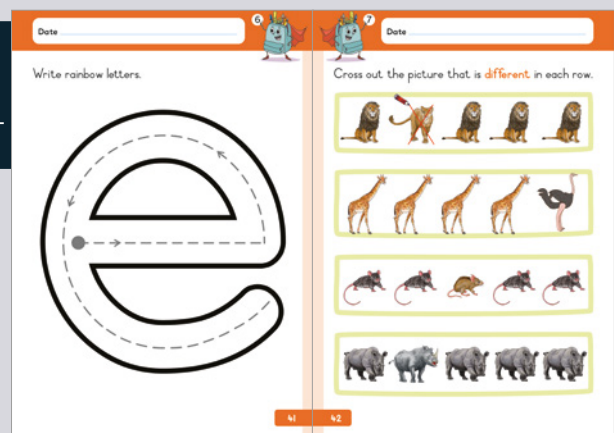 Date
6
Write rainbow letters.
e
41
7
Date
Cross out the picture that is different in each row.
42